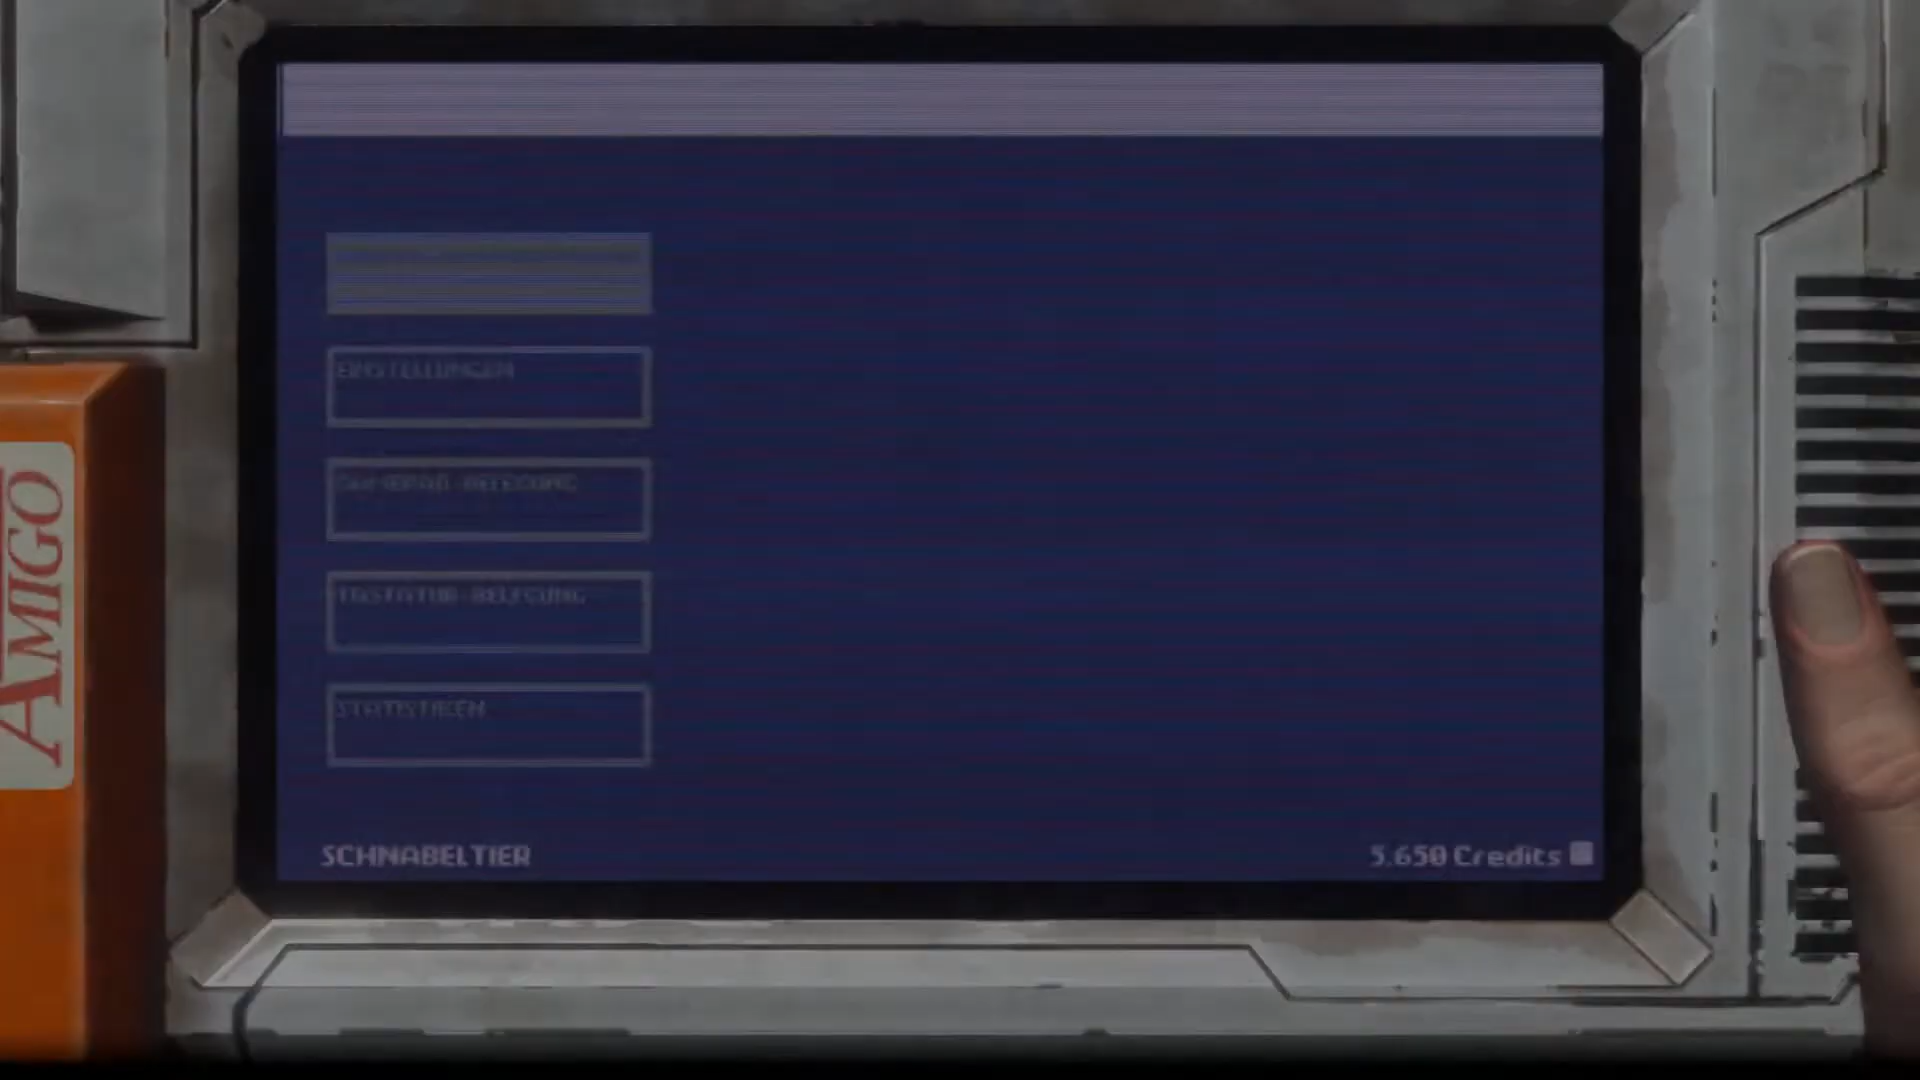 EINSTELLUNGEN
GAMEPAD-BELEGUNG
TASTATUR-BELEGUNG
STATISTIKEN
AMIGO
SCHNABELTIER
5.650 Credits